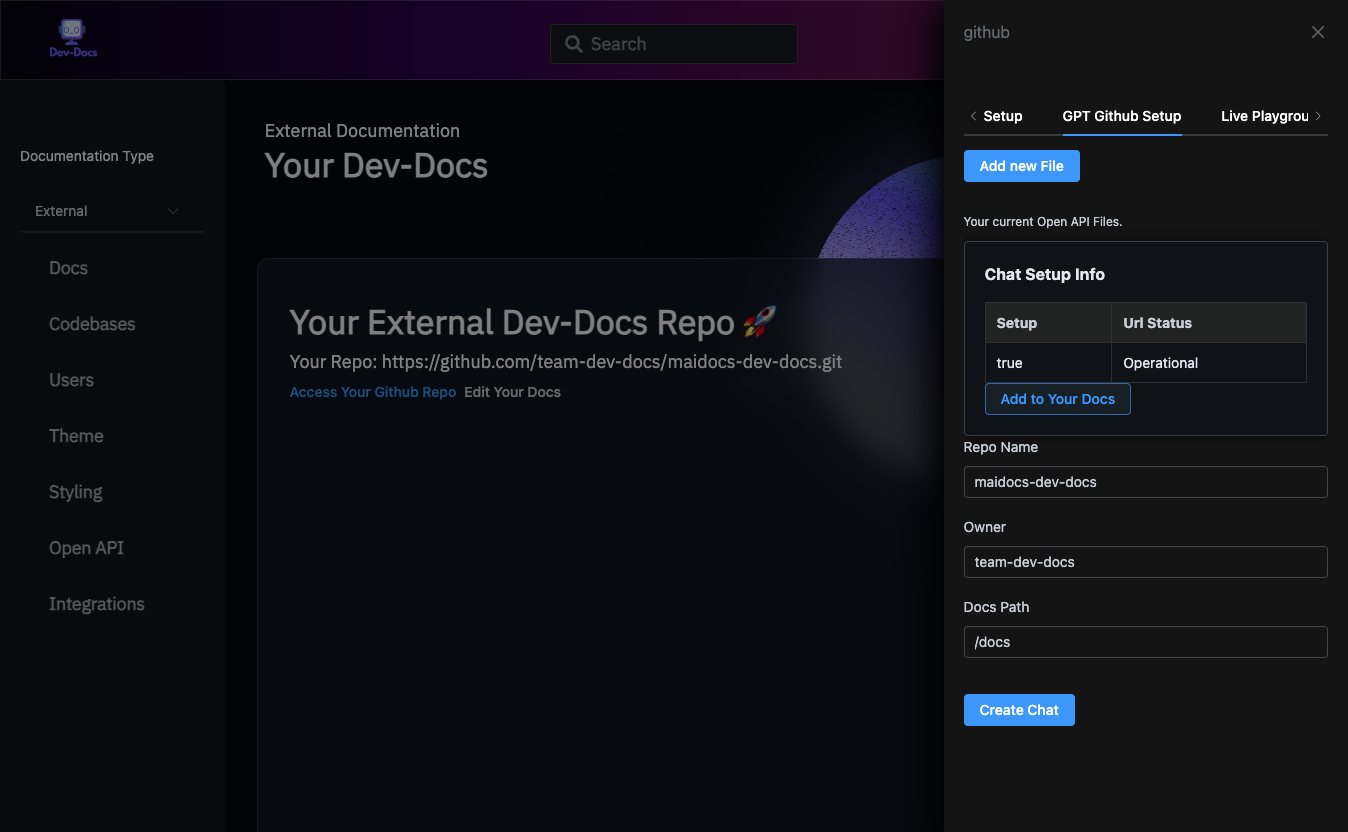 Dev-Docs
Search
Documentation Type
External
Docs
Codebases
Users
Theme
Styling
Open API
Integrations
External Documentation
Your Dev-Docs
Your External Dev-Docs Repo 🚀
Your Repo: https://github.com/team-dev-docs/maidocs-dev-docs.git
Access Your Github Repo Edit Your Docs
github
Setup GPT Github Setup Live Playgrou
Add new File
Your current Open API Files.
Chat Setup Info
Setup Url Status
true Operational
Add to Your Docs
Repo Name
maidocs-dev-docs
Owner
team-dev-docs
Docs Path
/docs
Create Chat